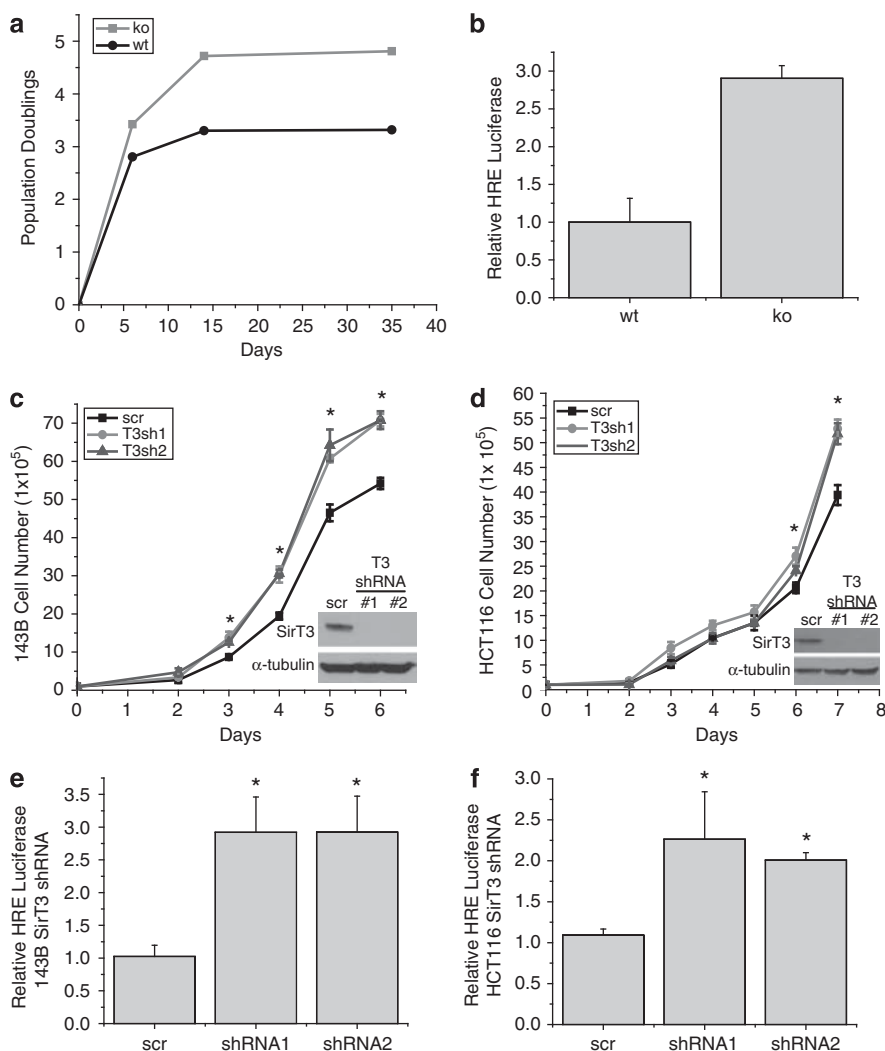 a
ko
wt
Population Doublings
5
4
3
2
1
0
0 5 10 15 20 25 30 35 40
Days
b
Relative HRE Luciferase
3.0
2.5
2.0
1.5
1.0
0.5
0.0
wt ko
c
scr
T3sh1
T3sh2
143B Cell Number (1x10⁵)
70
60
50
40
30
20
10
0
0 1 2 3 4 5 6
Days
* * * *
T3
shRNA
scr #1 #2
SirT3
α-tubulin
d
scr
T3sh1
T3sh2
HCT116 Cell Number (1x 10⁵)
60
55
50
45
40
35
30
25
20
15
10
5
0
0 1 2 3 4 5 6 7 8
Days
* *
T3
shRNA
scr #1 #2
SirT3
α-tubulin
e
Relative HRE Luciferase
143B SirT3 shRNA
3.5
3.0
2.5
2.0
1.5
1.0
0.5
0.0
* *
scr shRNA1 shRNA2
f
Relative HRE Luciferase
HCT116 SirT3 shRNA
3.0
2.5
2.0
1.5
1.0
0.5
0.0
* *
scr shRNA1 shRNA2